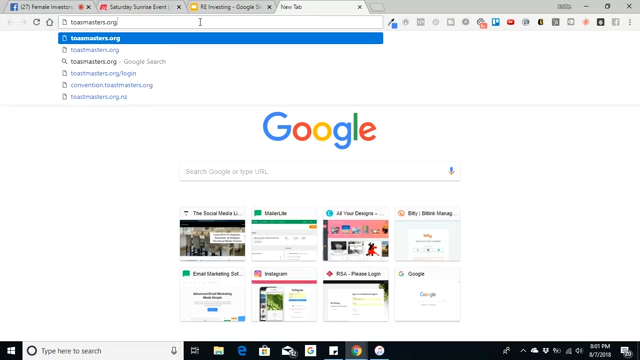 (27) Female Investors
Saturday Sunrise Event |
RE Investing - Google Sl
New Tab
toasmasters.org
toasmasters.org
toastmasters.org
toasmasters.org - Google Search
toastmasters.org/login
convention.toastmasters.org
toastmasters.org.nz
Google
Search Google or type URL
The Social Media Li...
MailerLite
All Your Designs – ...
Bitly | Bitlink Manag...
Email Marketing Sof...
Instagram
RSA - Please Login
Google
Type here to search
8:01 PM
8/7/2018